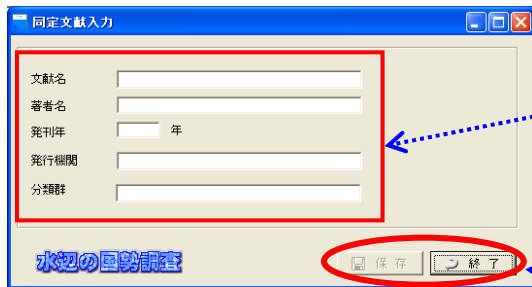 同定文献入力
文献名
著者名
発刊年 年
発行機関
分類群
水辺の国勢調査
保存 終了